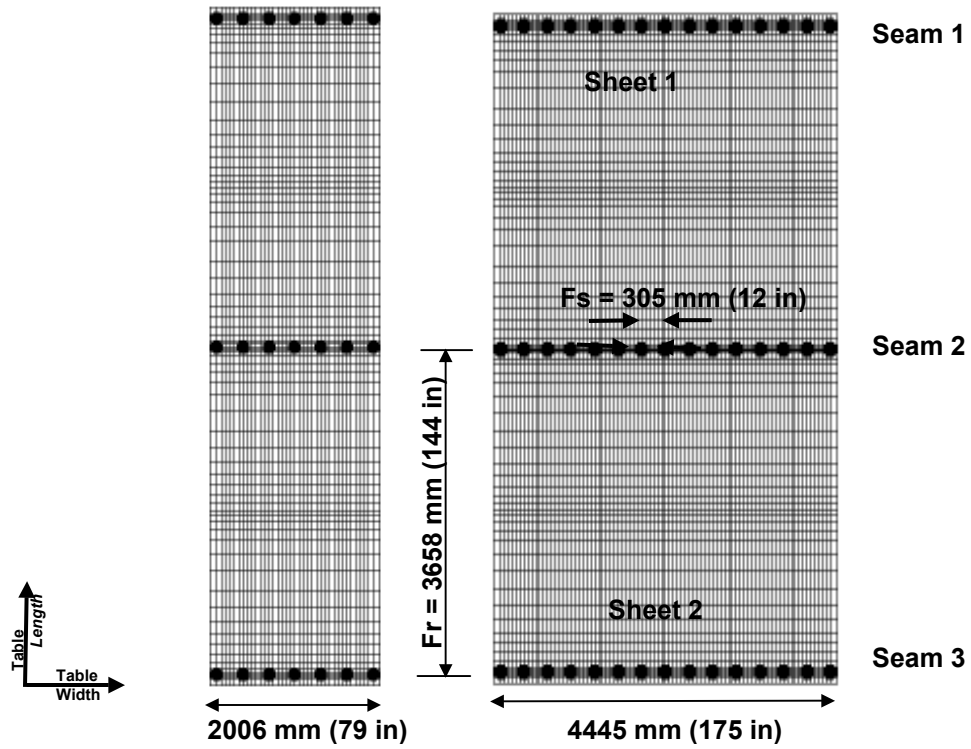 Seam 1
Sheet 1
Fs = 305 mm (12 in)
Seam 2
Fr = 3658 mm (144 in)
Sheet 2
Table
Length
Table
Width
Seam 3
2006 mm (79 in)
4445 mm (175 in)